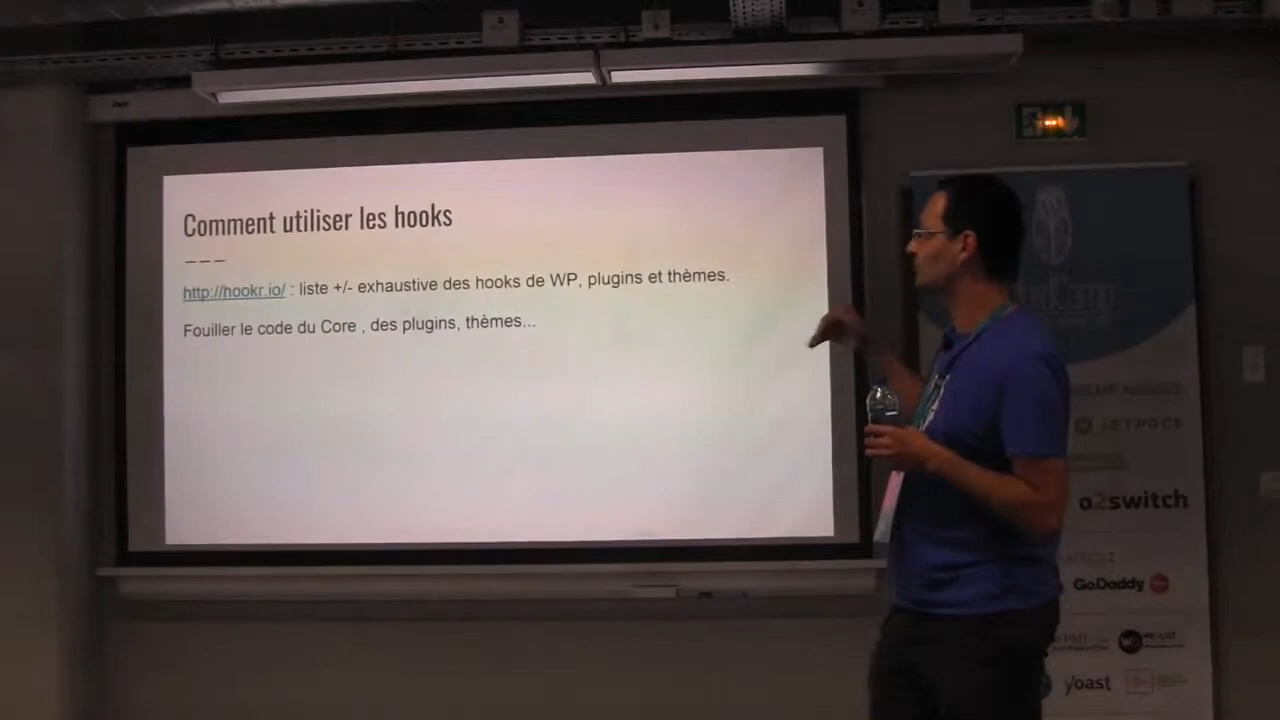 Comment utiliser les hooks
http://hookr.io/ : liste +/- exhaustive des hooks de WP, plugins et thèmes.
Fouiller le code du Core , des plugins, thèmes...
JETPACK
o2switch
GoDaddy
yoast